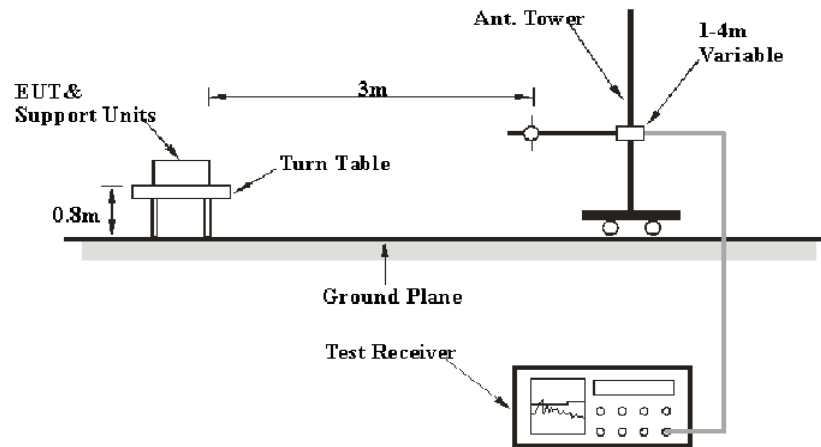 Ant. Tower
1-4m
Variable
EUT&
Support Units
3m
Turn Table
0.8m
Ground Plane
Test Receiver